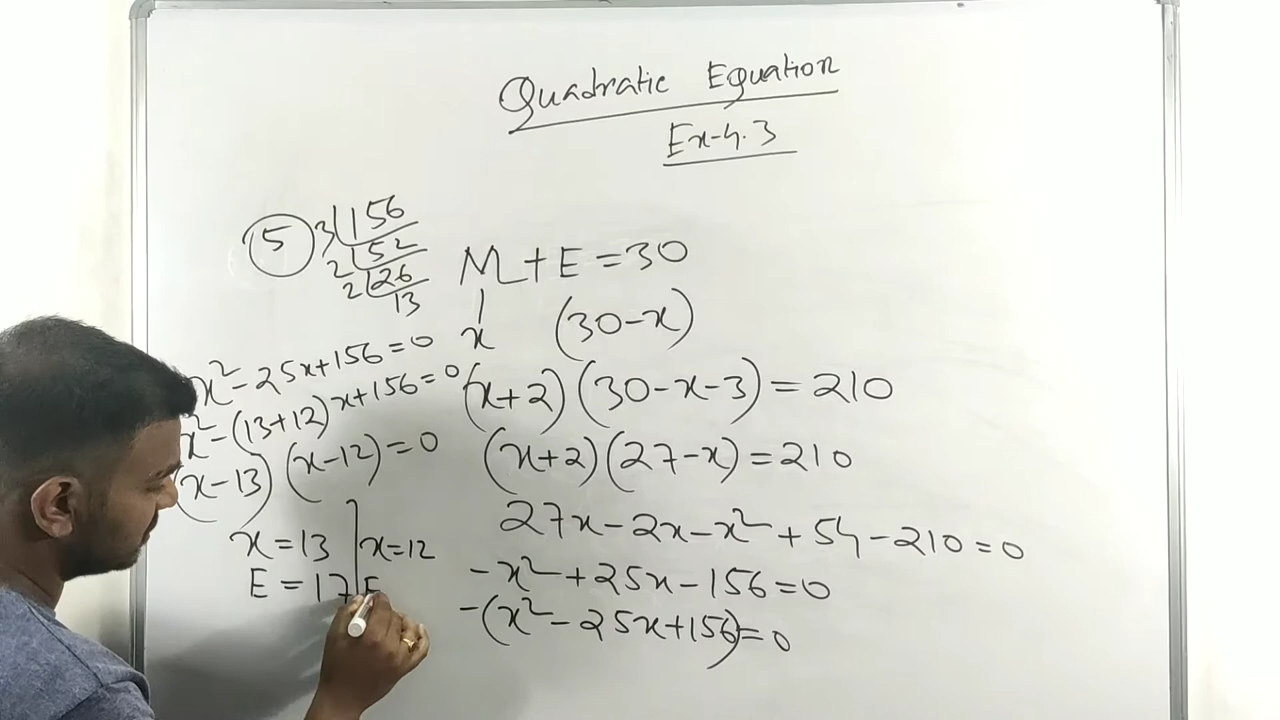 Quadratic Equation
Ex-4.3
5
3 156
2 52
2 26
13
M + E = 30
x (30-x)
(x+2) (30-x-3) = 210
(x+2) (27-x) = 210
27x - 2x - x² + 54 - 210 = 0
-x² + 25x - 156 = 0
-(x² - 25x + 156) = 0
x² - 25x + 156 = 0
x² - (13+12) x + 156 = 0
(x-13) (x-12) = 0
x = 13 x = 12
E = 17 E